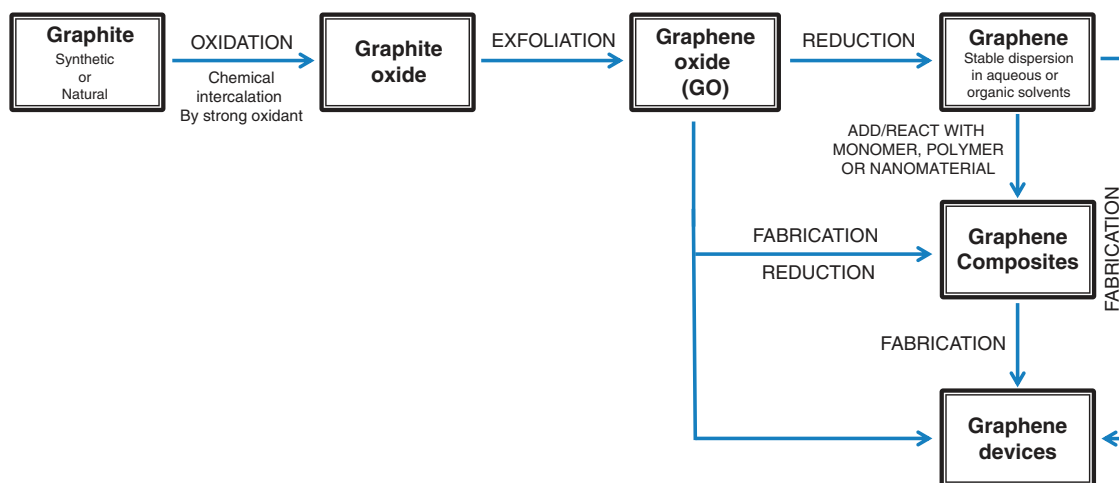 Graphite
Synthetic
or
Natural
OXIDATION
Chemical
intercalation
By strong oxidant
Graphite
oxide
EXFOLIATION
Graphene
oxide
(GO)
REDUCTION
Graphene
Stable dispersion
in aqueous or
organic solvents
ADD/REACT WITH
MONOMER, POLYMER
OR NANOMATERIAL
FABRICATION
REDUCTION
Graphene
Composites
FABRICATION
FABRICATION
Graphene
devices